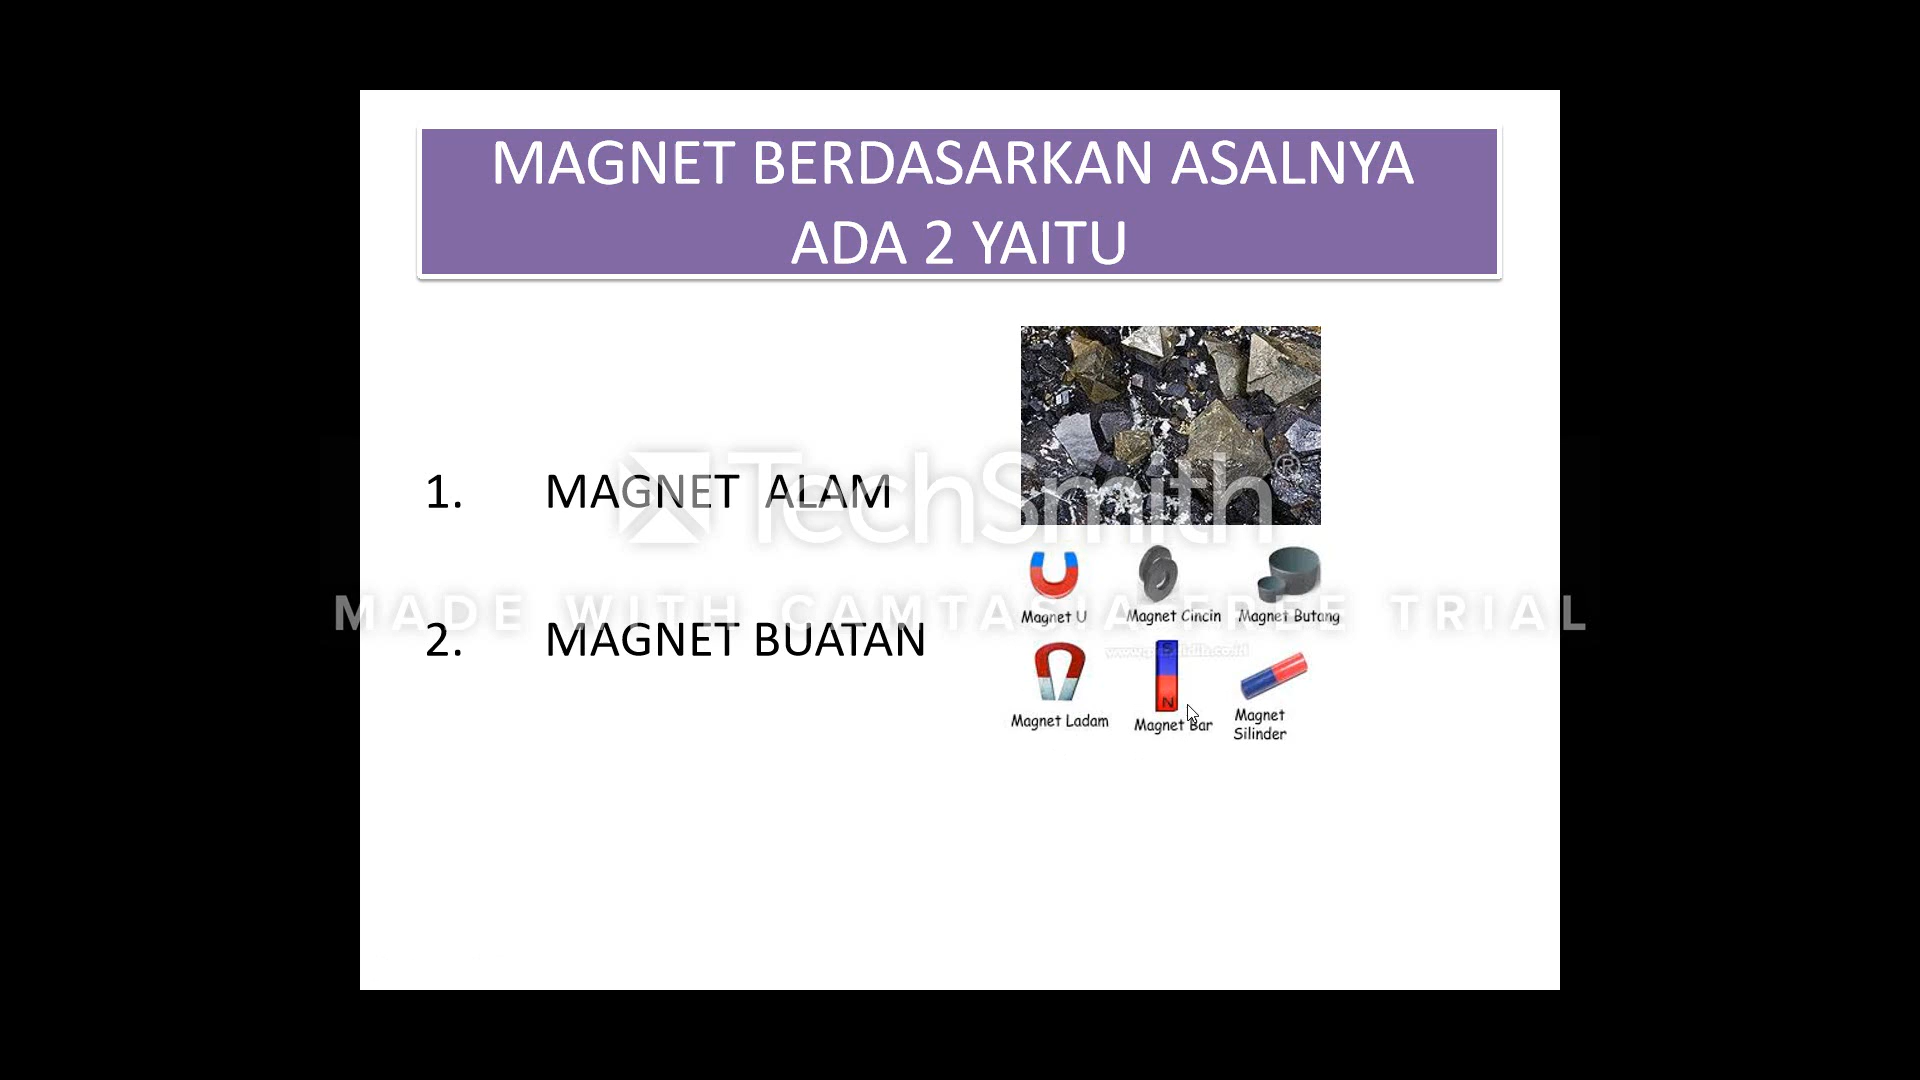 MAGNET BERDASARKAN ASALNYA
ADA 2 YAITU
1. MAGNET ALAM
TechSmith®
MADE WITH CAMTASIA FREE TRIAL
2. MAGNET BUATAN
Magnet U Magnet Cincin Magnet Butang
S
N
Magnet Ladam Magnet Bar Magnet
Silinder